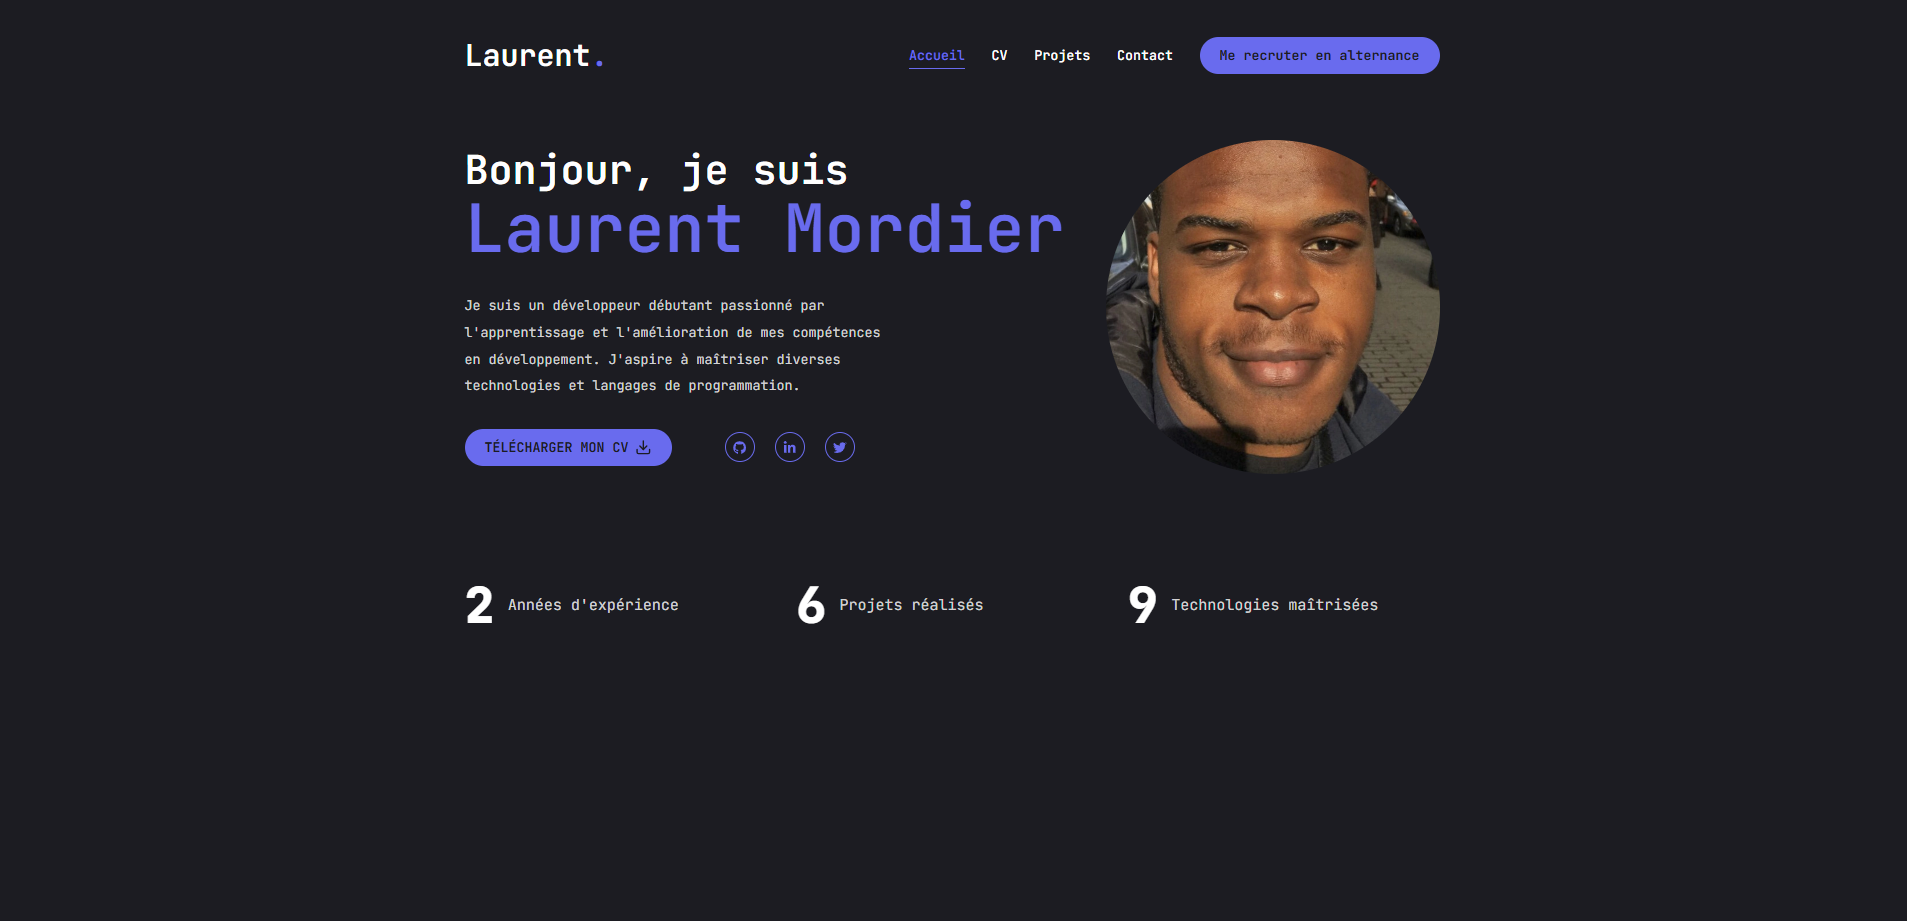 Laurent.
Accueil CV Projets Contact Me recruter en alternance
Bonjour, je suis
Laurent Mordier
Je suis un développeur débutant passionné par
l'apprentissage et l'amélioration de mes compétences
en développement. J'aspire à maîtriser diverses
technologies et langages de programmation.
TÉLÉCHARGER MON CV
in
2 Années d'expérience
6 Projets réalisés
9 Technologies maîtrisées